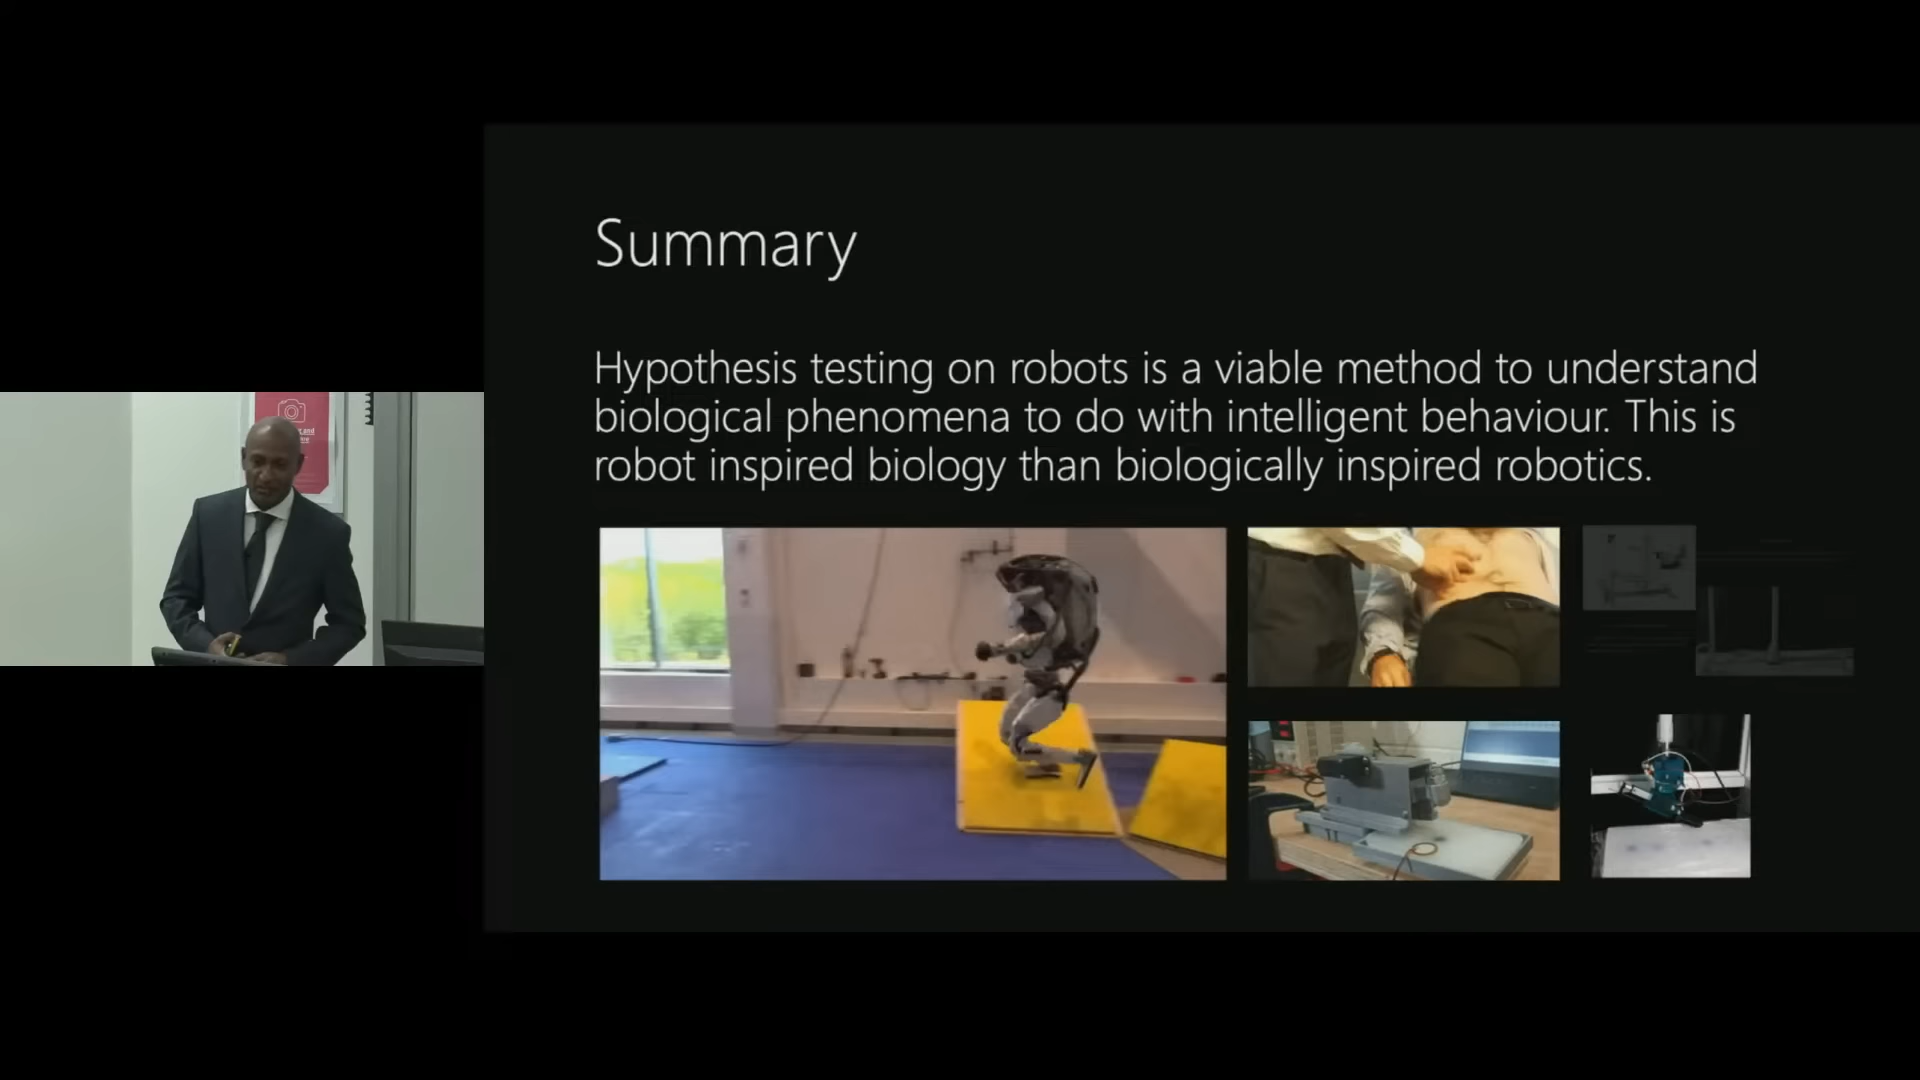 Summary
Hypothesis testing on robots is a viable method to understand
biological phenomena to do with intelligent behaviour. This is
robot inspired biology than biologically inspired robotics.